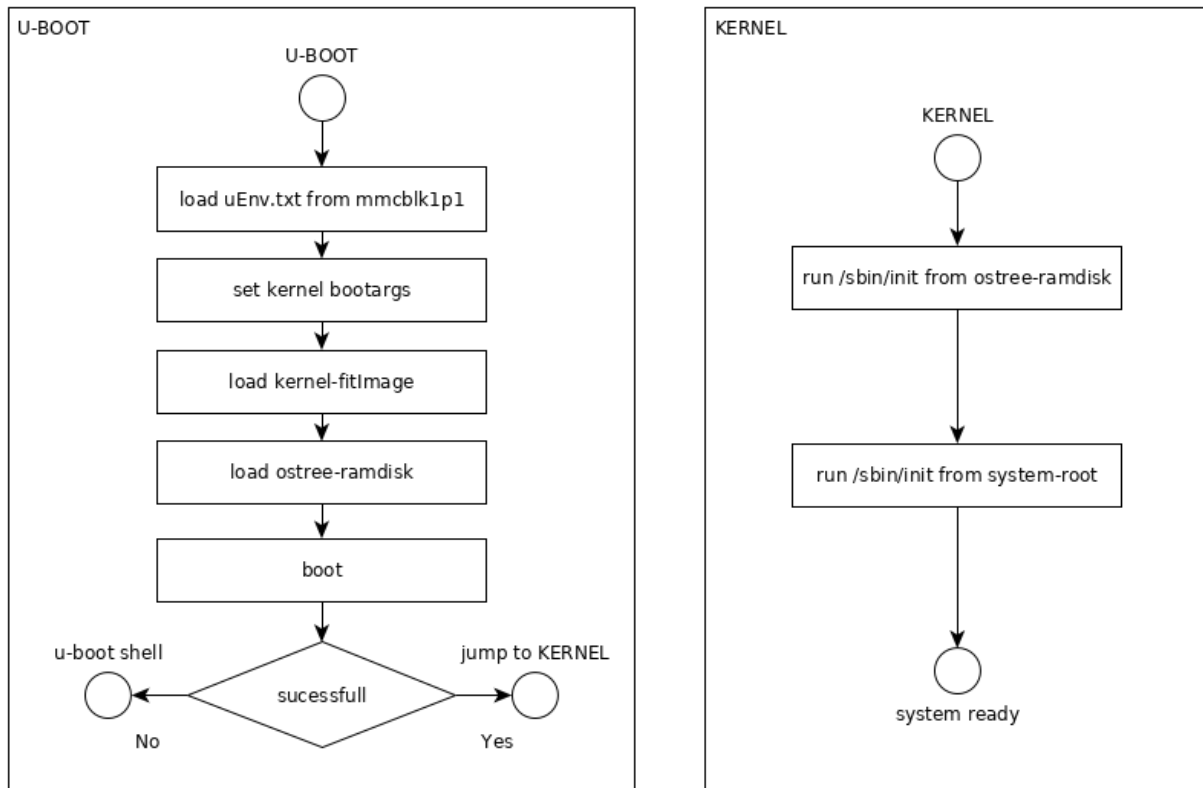 U-BOOT
U-BOOT
load uEnv.txt from mmcblk1p1
set kernel bootargs
load kernel-fitImage
load ostree-ramdisk
boot
sucessfull
u-boot shell
No
jump to KERNEL
Yes
KERNEL
KERNEL
run /sbin/init from ostree-ramdisk
run /sbin/init from system-root
system ready